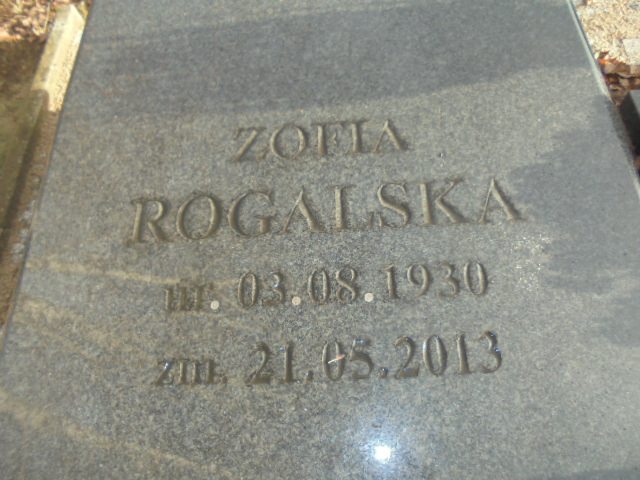 ZOFIA
ROGALSKA
ur. 03.08.1930
zm. 21.05.2013